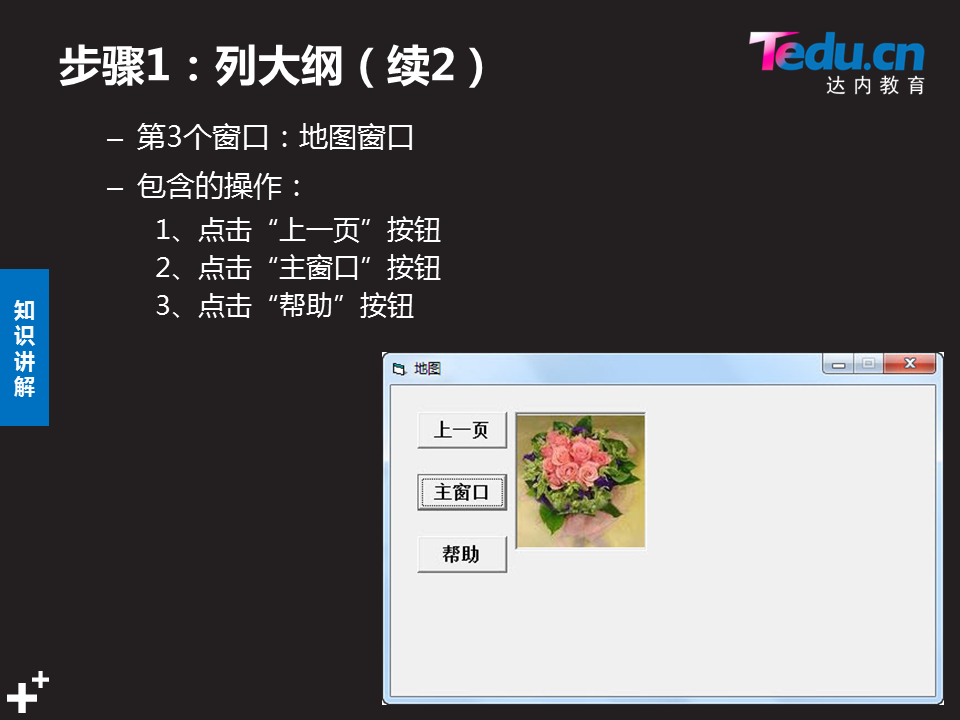 步骤1：列大纲（续2）
Tedu.cn
达内教育
– 第3个窗口：地图窗口
– 包含的操作：
1、点击“上一页”按钮
2、点击“主窗口”按钮
3、点击“帮助”按钮
知识讲解
地图
上一页
主窗口
帮助